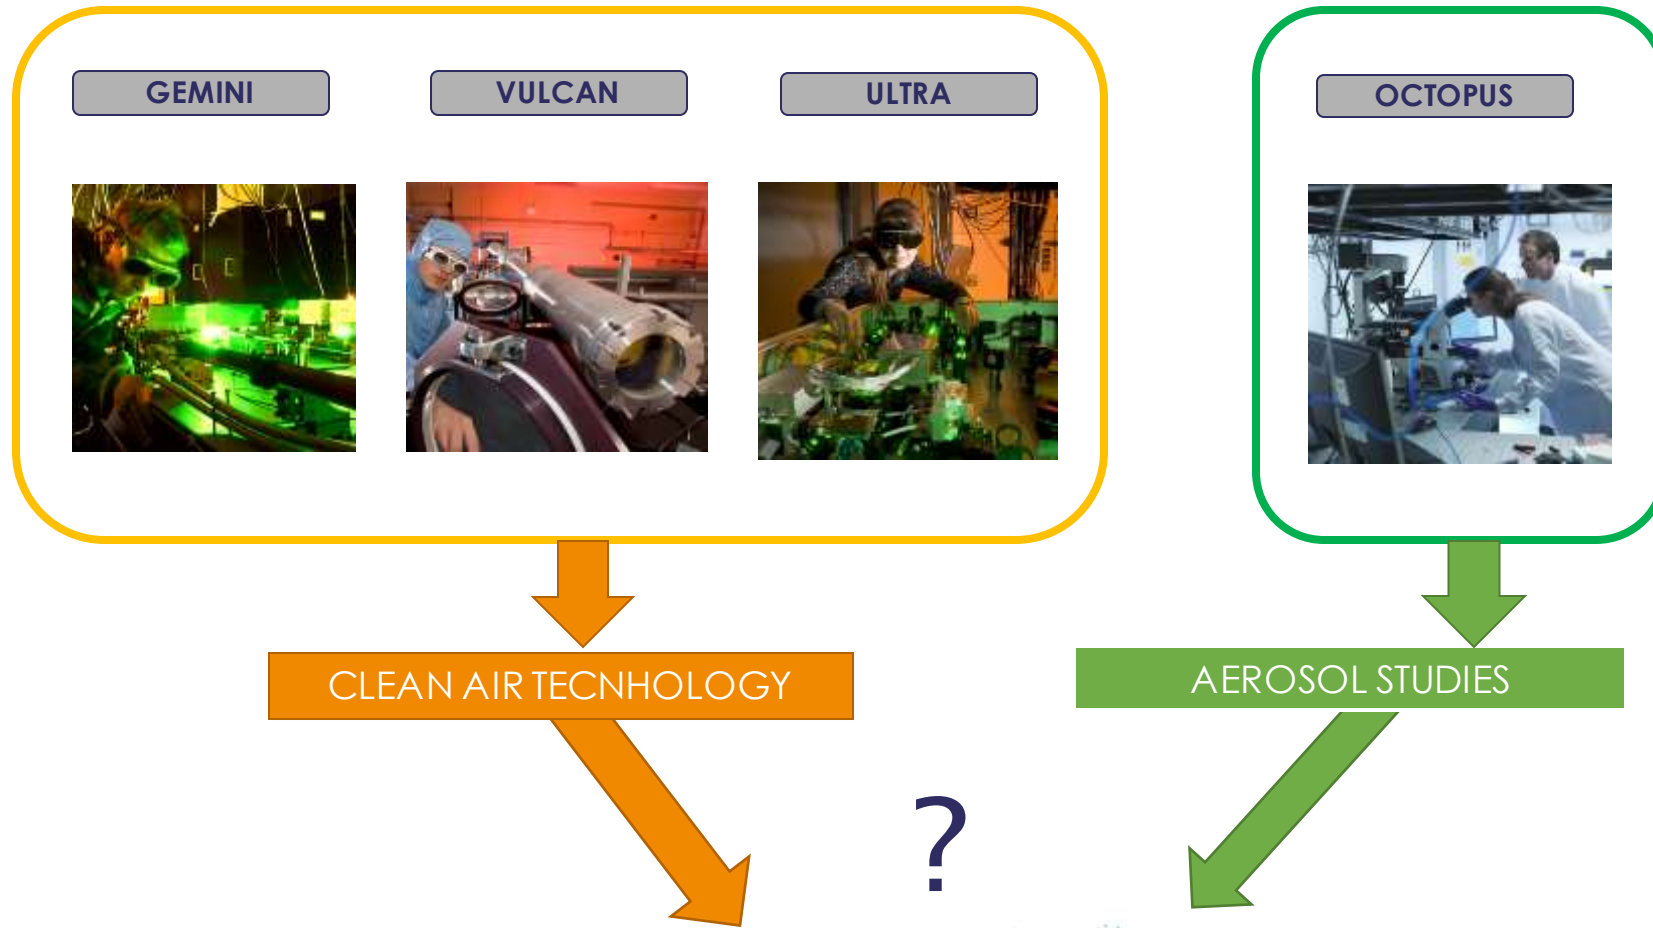 GEMINI
VULCAN
ULTRA
OCTOPUS
CLEAN AIR TECNHOLOGY
AEROSOL STUDIES
?